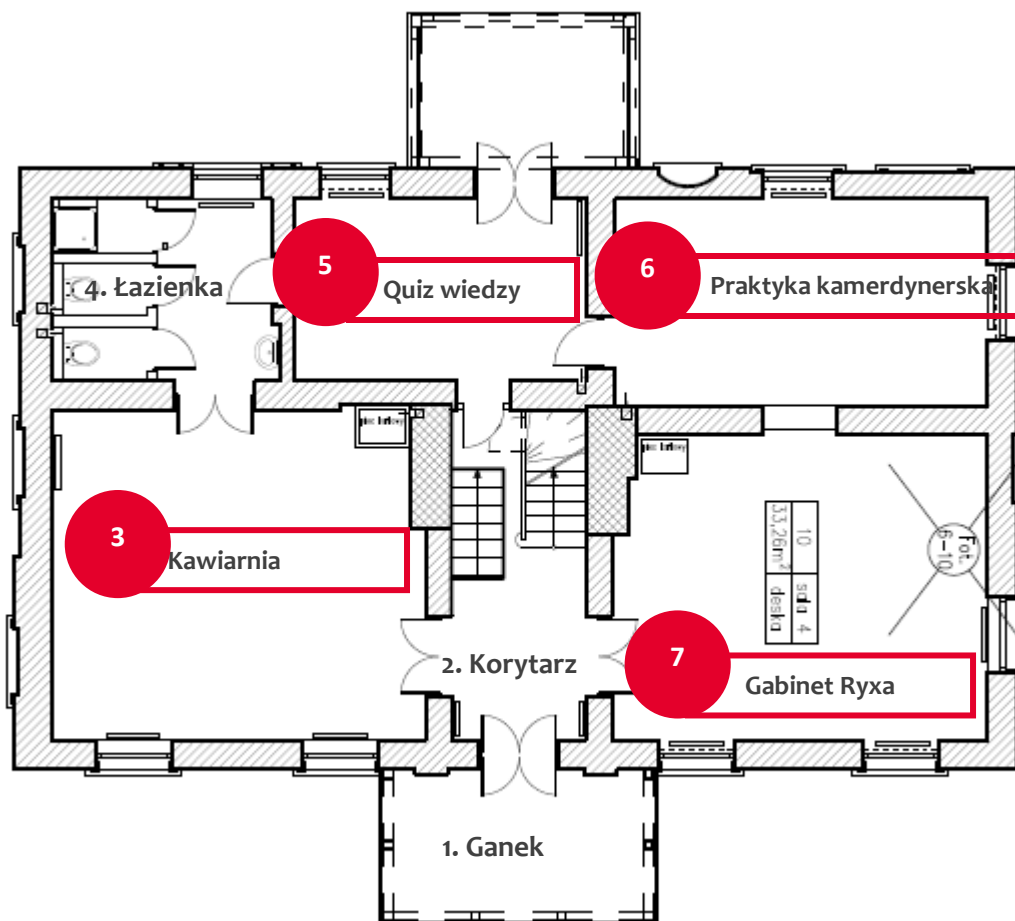 5
Quiz wiedzy
6
Praktyka kamerdynerska
4. Łazienka
3
Kawiarnia
10
sala 4
33,26m²
deska
Fot.
6-10
2. Korytarz
7
Gabinet Ryxa
1. Ganek